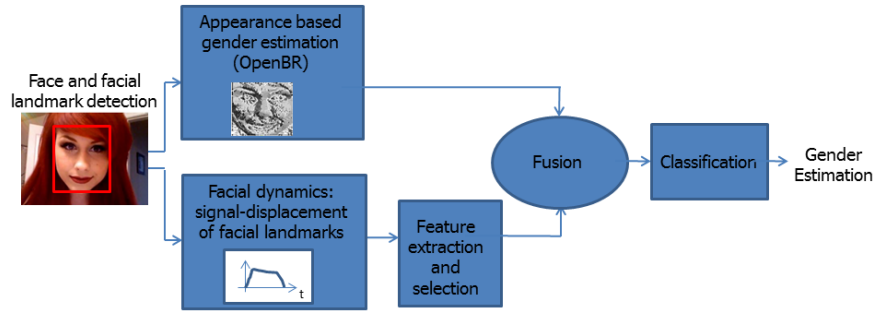 Face and facial
landmark detection
Appearance based
gender estimation
(OpenBR)
Facial dynamics:
signal-displacement
of facial landmarks
t
Feature
extraction
and
selection
Fusion
Classification
Gender
Estimation